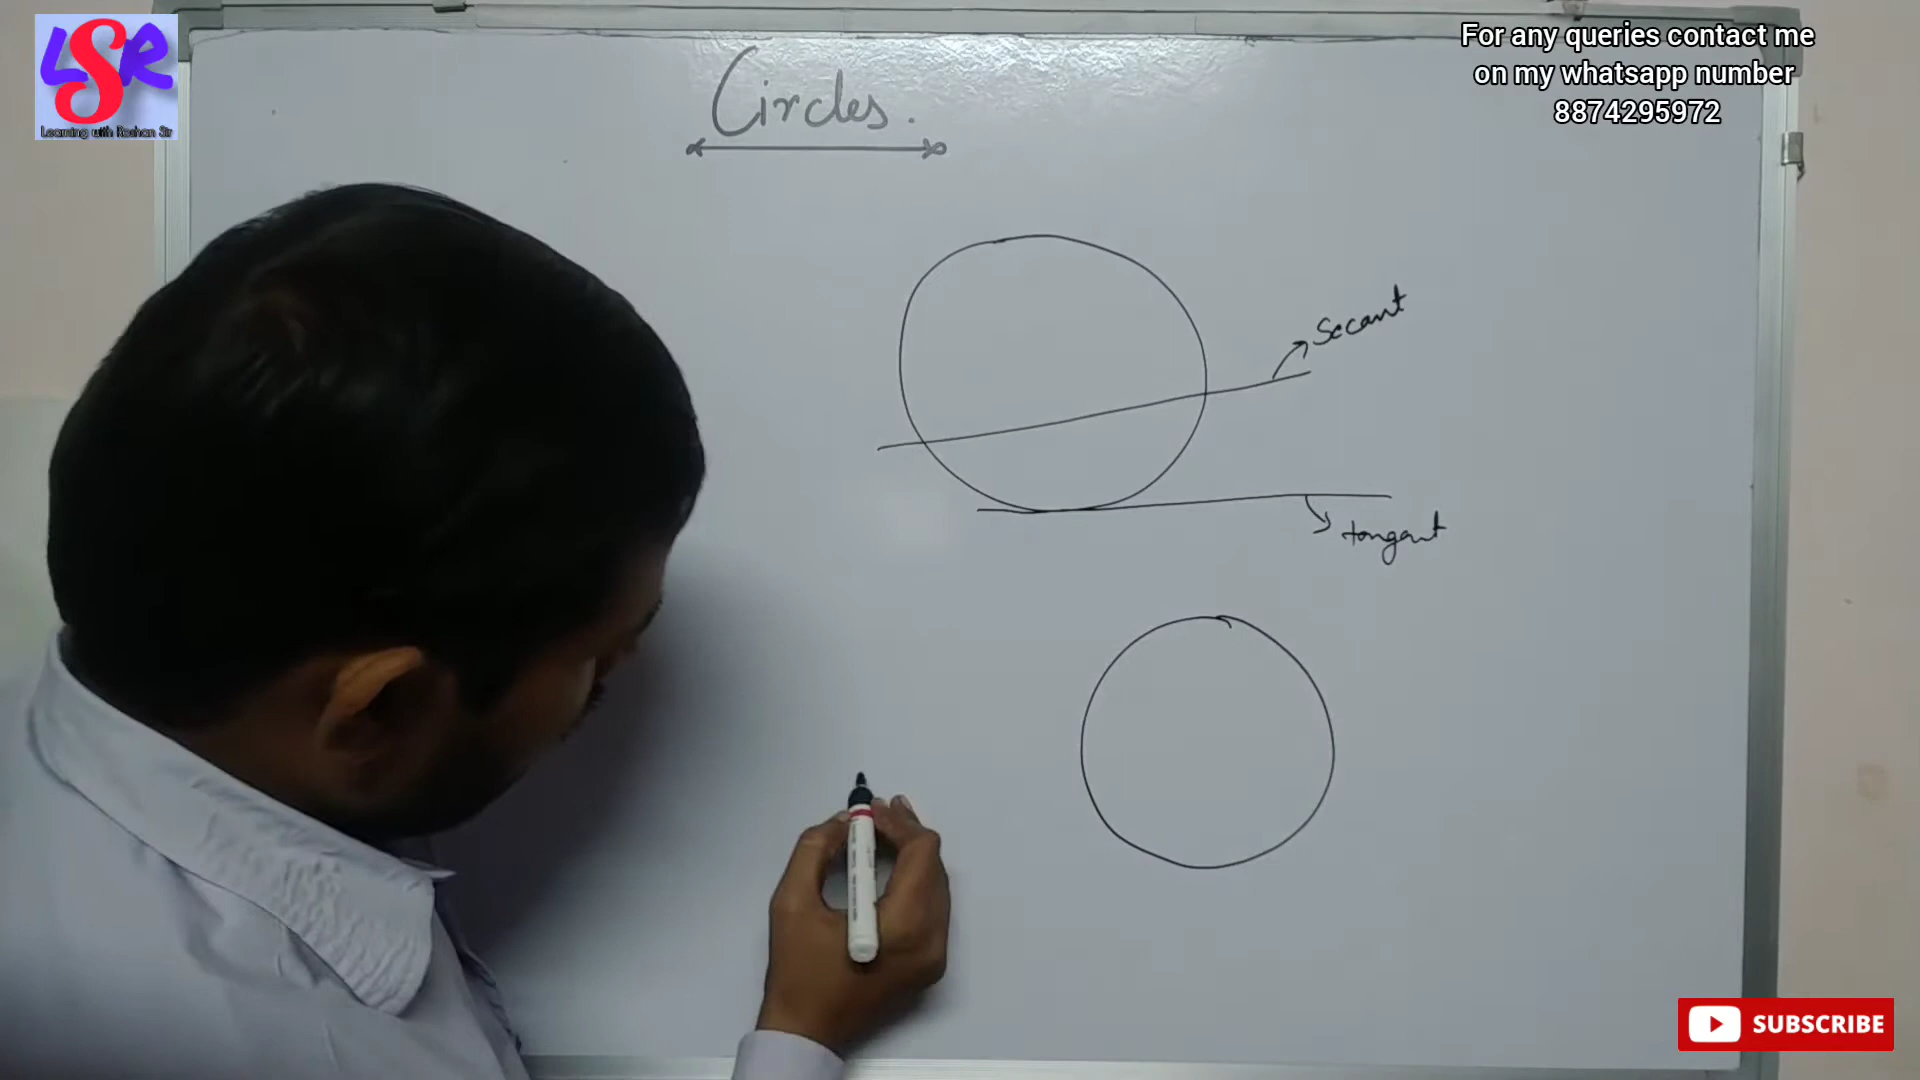 LSR
Learning with Roshan Sir
For any queries contact me
on my whatsapp number
8874295972
Circles.
Secant
tangent
SUBSCRIBE